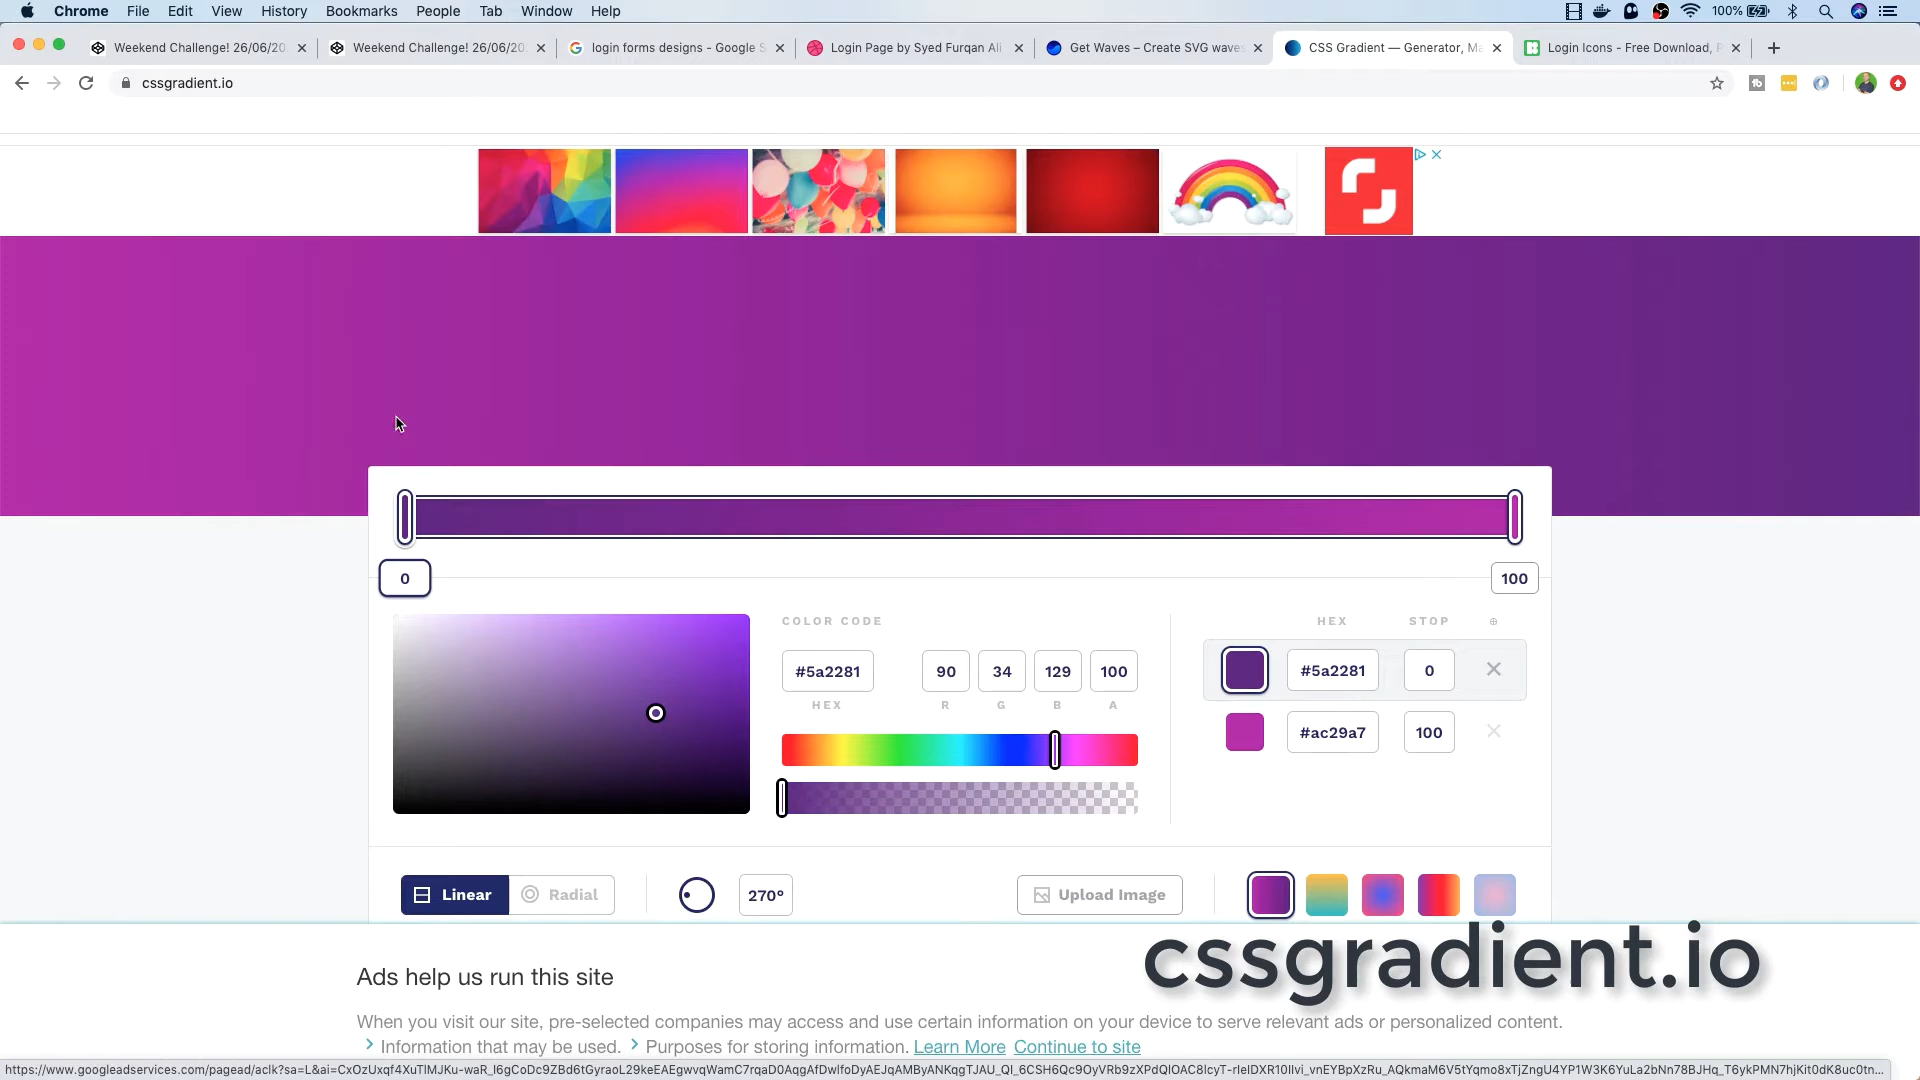 Chrome File Edit View History Bookmarks People Tab Window Help 100%
Weekend Challenge! 26/06/20 Weekend Challenge! 26/06/20 login forms designs - Google S Login Page by Syed Furqan Ali Get Waves – Create SVG waves CSS Gradient — Generator, Ma Login Icons - Free Download, P
cssgradient.io
0
100
COLOR CODE
HEX STOP
#5a2281 90 34 129 100
HEX R G B A
#5a2281 0
#ac29a7 100
Linear Radial 270° Upload Image
cssgradient.io
Ads help us run this site
When you visit our site, pre-selected companies may access and use certain information on your device to serve relevant ads or personalized content.
Information that may be used. Purposes for storing information. Learn More Continue to site